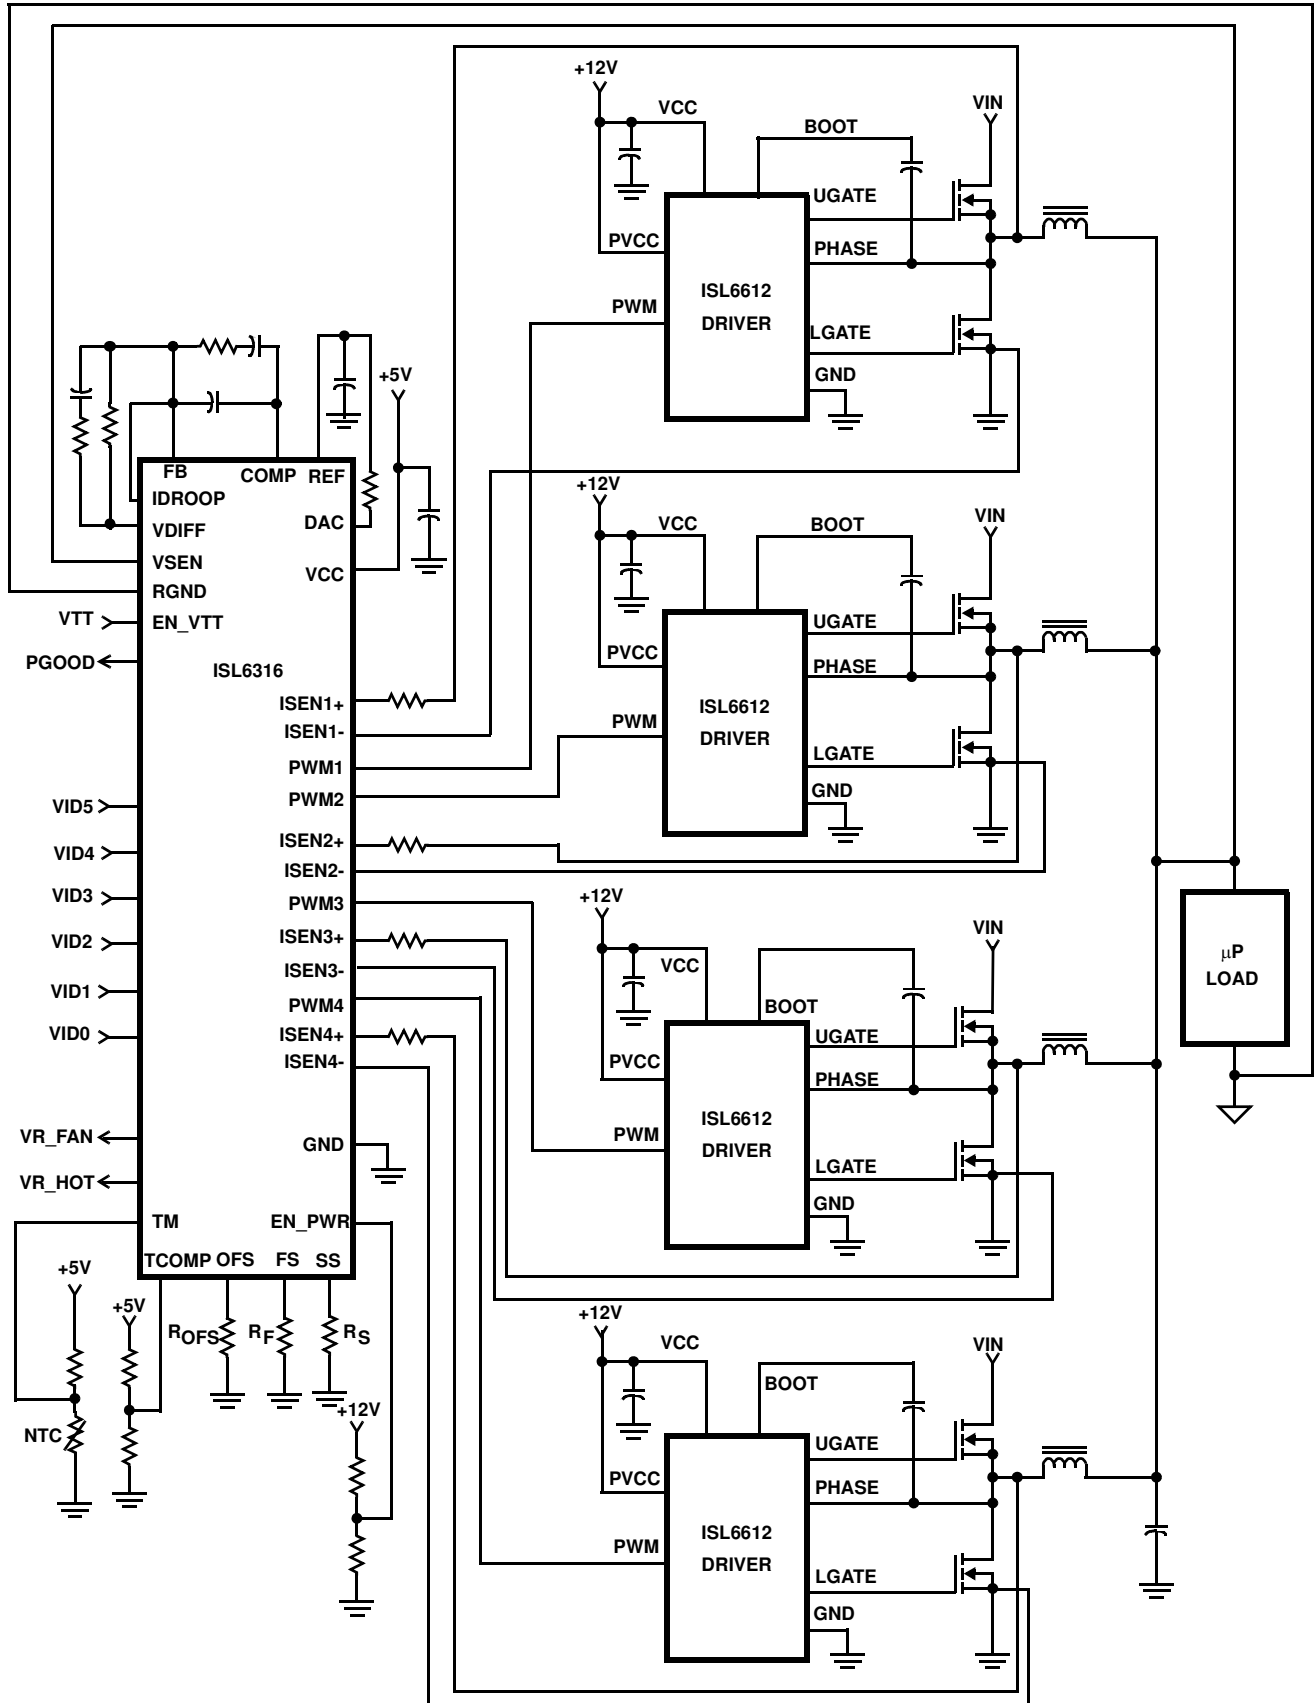 +12V
VCC
BOOT
VIN
UGATE
PVCC
PHASE
ISL6612
DRIVER
PWM
LGATE
GND
+5V
FB
COMP
REF
IDROOP
DAC
VDIFF
VSEN
VCC
RGND
VTT
EN_VTT
PGOOD
ISL6316
ISEN1+
ISEN1-
PWM1
PWM2
VID5
ISEN2+
VID4
ISEN2-
VID3
PWM3
ISEN3+
VID2
ISEN3-
VID1
PWM4
VID0
ISEN4+
ISEN4-
VR_FAN
GND
VR_HOT
TM
EN_PWR
TCOMP
OFS
FS
SS
+5V
+5V
ROFS
RF
RS
NTC
+12V
+12V
VCC
BOOT
VIN
UGATE
PVCC
PHASE
ISL6612
DRIVER
PWM
LGATE
GND
+12V
VCC
BOOT
VIN
UGATE
PVCC
PHASE
ISL6612
DRIVER
PWM
LGATE
GND
µP
LOAD
+12V
VCC
BOOT
VIN
UGATE
PVCC
PHASE
ISL6612
DRIVER
PWM
LGATE
GND